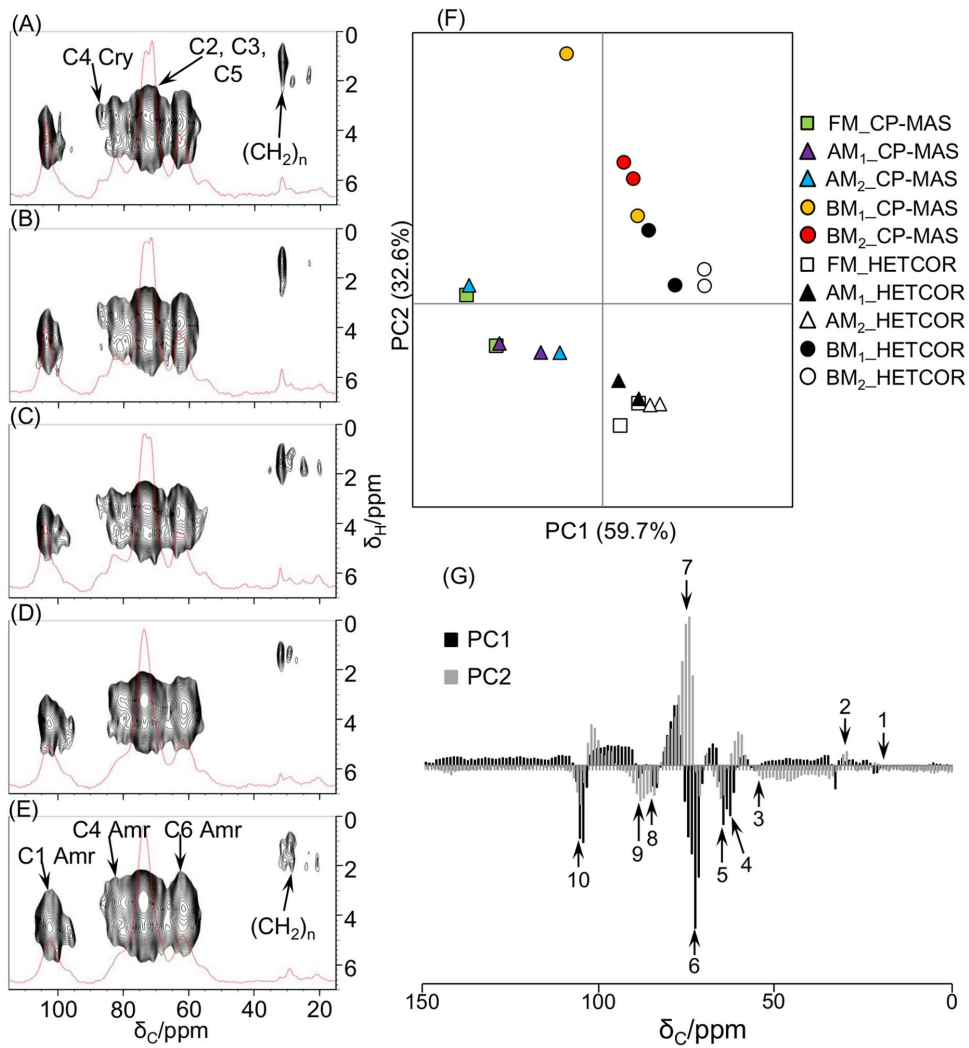 (A)
C4 Cry
C2, C3,
C5
(CH2)n
0
2
4
6
(B)
0
2
4
6
(C)
0
2
4
6
δH/ppm
(D)
0
2
4
6
(E)
C1 Amr
C4 Amr
C6 Amr
(CH2)n
0
2
4
6
100
80
60
40
20
δC/ppm
(F)
PC2 (32.6%)
PC1 (59.7%)
FM_CP-MAS
AM1_CP-MAS
AM2_CP-MAS
BM1_CP-MAS
BM2_CP-MAS
FM_HETCOR
AM1_HETCOR
AM2_HETCOR
BM1_HETCOR
BM2_HETCOR
(G)
PC1
PC2
7
2
1
3
4
5
6
8
9
10
150
100
50
0
δC/ppm